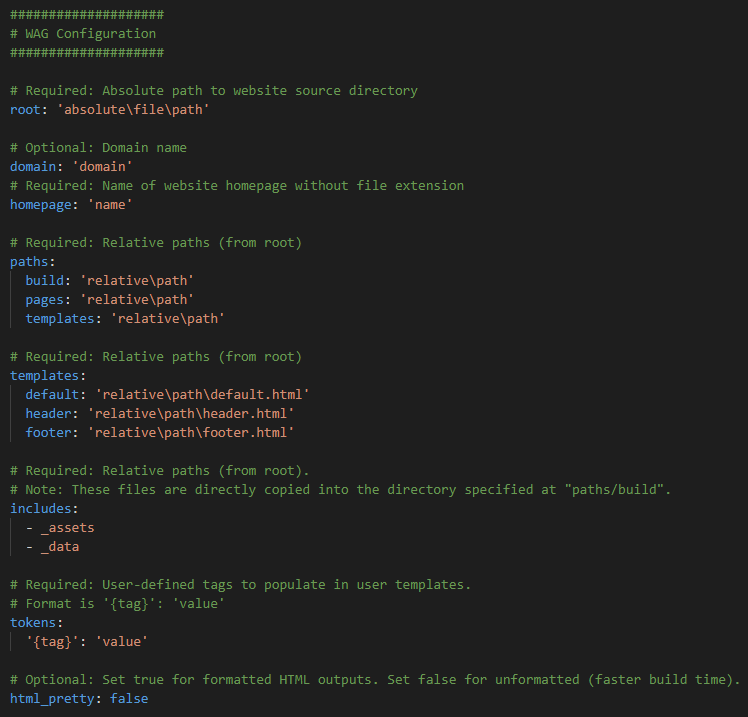 ####################
# WAG Configuration
####################
# Required: Absolute path to website source directory
root: 'absolute\file\path'
# Optional: Domain name
domain: 'domain'
# Required: Name of website homepage without file extension
homepage: 'name'
# Required: Relative paths (from root)
paths:
  build: 'relative\path'
  pages: 'relative\path'
  templates: 'relative\path'
# Required: Relative paths (from root)
templates:
  default: 'relative\path\default.html'
  header: 'relative\path\header.html'
  footer: 'relative\path\footer.html'
# Required: Relative paths (from root).
# Note: These files are directly copied into the directory specified at "paths/build".
includes:
  - _assets
  - _data
# Required: User-defined tags to populate in user templates.
# Format is '{tag}': 'value'
tokens:
  '{tag}': 'value'
# Optional: Set true for formatted HTML outputs. Set false for unformatted (faster build time).
html_pretty: false